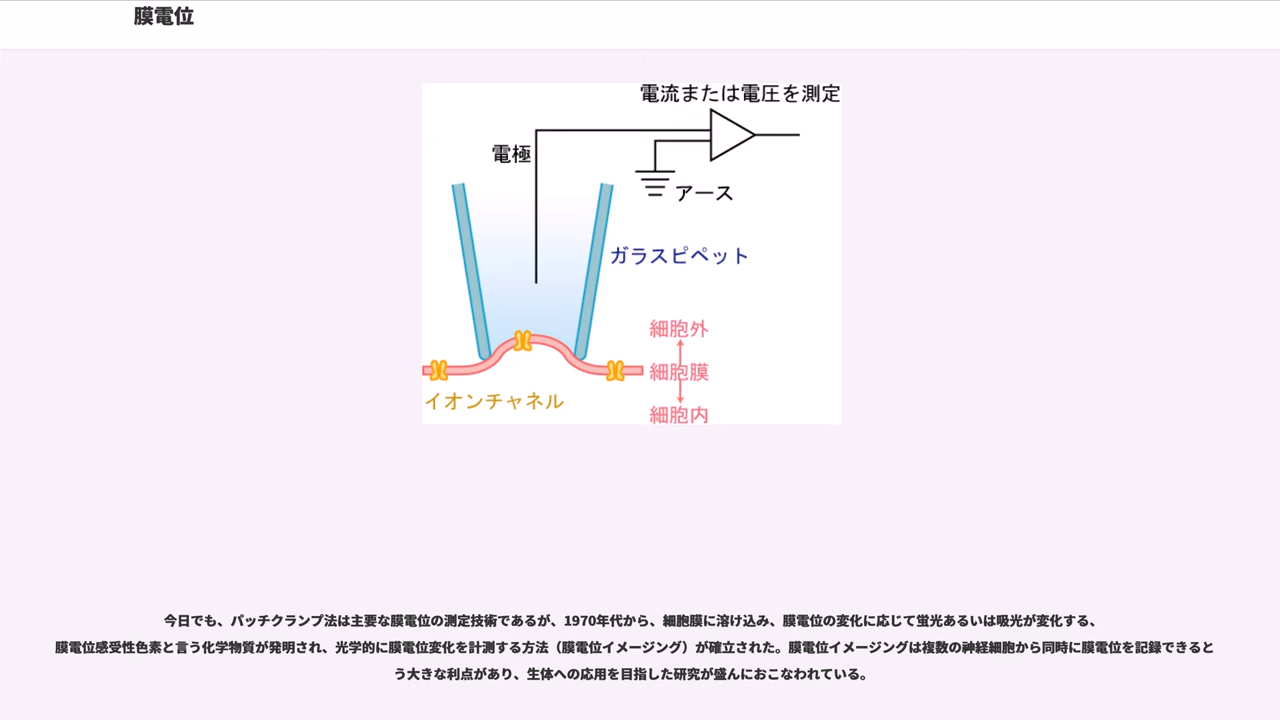 膜電位
電流または電圧を測定
電極
アース
ガラスピペット
細胞外
細胞膜
細胞内
イオンチャネル
今日でも、パッチクランプ法は主要な膜電位の測定技術であるが、1970年代から、細胞膜に溶け込み、膜電位の変化に応じて蛍光あるいは吸光が変化する、
膜電位感受性色素と言う化学物質が発明され、光学的に膜電位変化を計測する方法（膜電位イメージング）が確立された。膜電位イメージングは複数の神経細胞から同時に膜電位を記録できると
う大きな利点があり、生体への応用を目指した研究が盛んにおこなわれている。